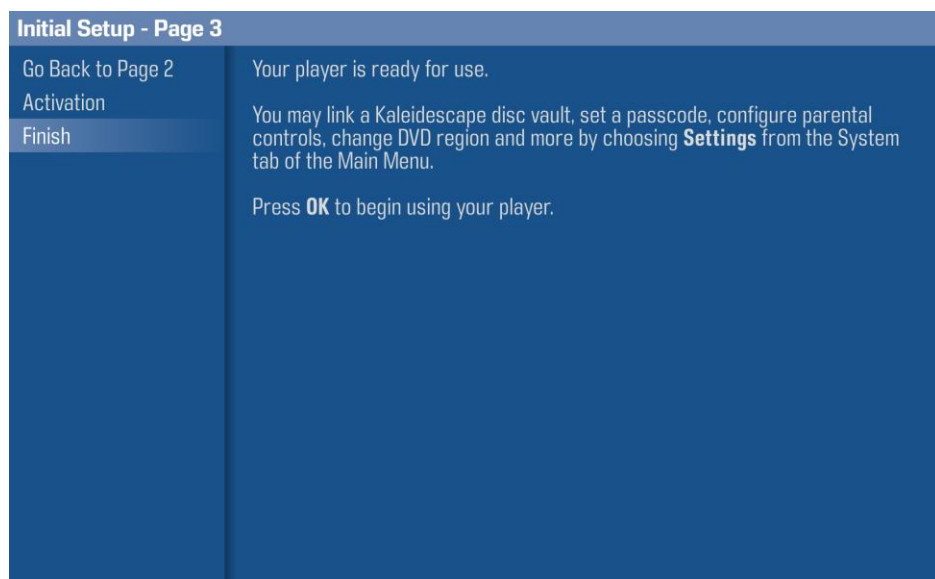 Initial Setup - Page 3
Go Back to Page 2
Activation
Finish
Your player is ready for use.
You may link a Kaleidescape disc vault, set a passcode, configure parental
controls, change DVD region and more by choosing Settings from the System
tab of the Main Menu.
Press OK to begin using your player.